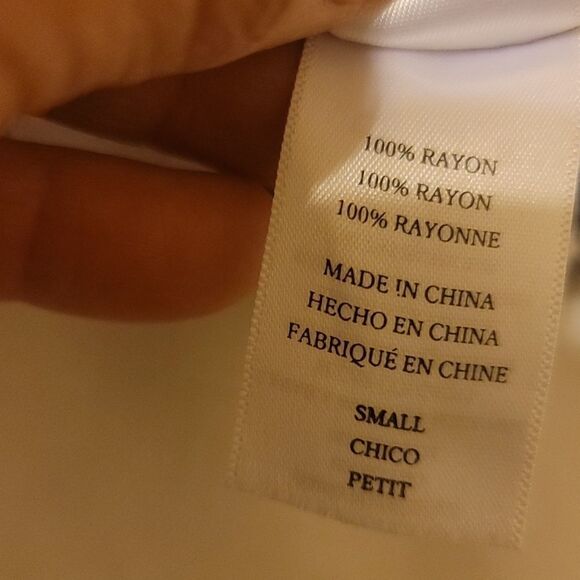 100% RAYON
100% RAYON
100% RAYONNE
MADE IN CHINA
HECHO EN CHINA
FABRIQUÉ EN CHINE
SMALL
CHICO
PETIT